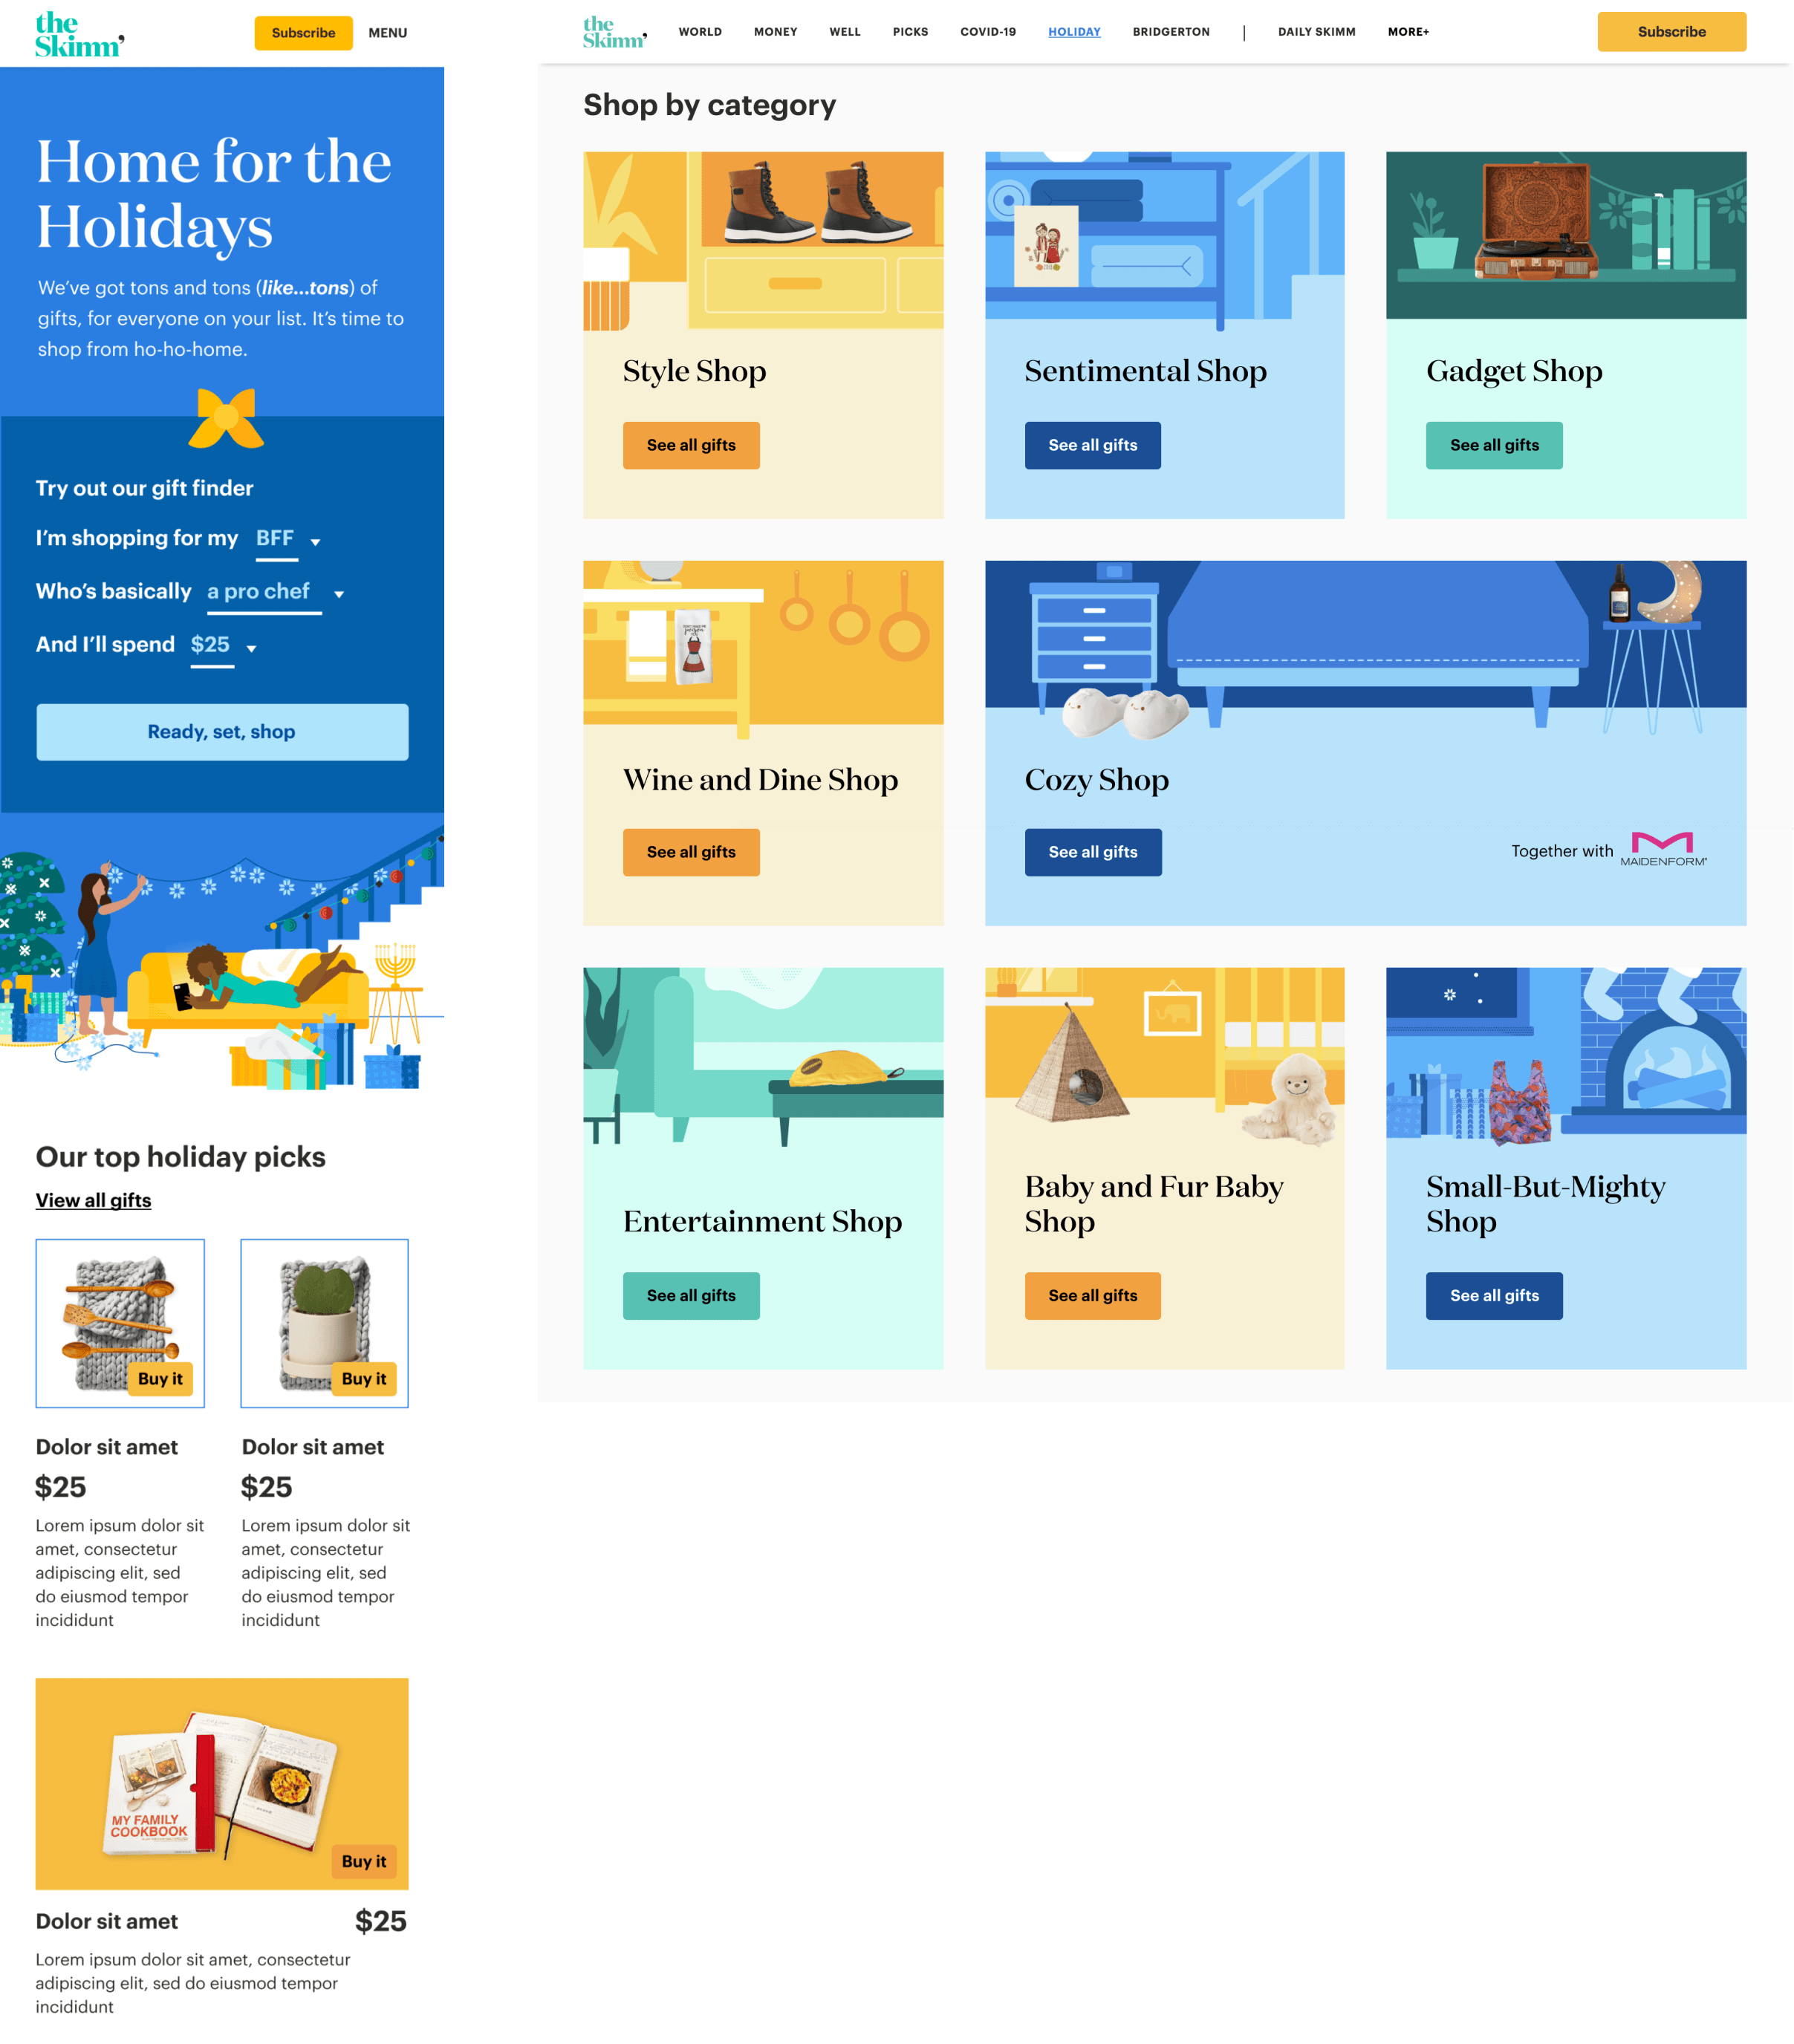 the
Skimm'
Subscribe
MENU
Home for the
Holidays
We've got tons and tons (like...tons) of
gifts, for everyone on your list. It's time to
shop from ho-ho-home.
Try out our gift finder
I'm shopping for my BFF
Who's basically a pro chef
And I'll spend $25
Ready, set, shop
Our top holiday picks
View all gifts
Buy it
Buy it
Dolor sit amet
$25
Lorem ipsum dolor sit
amet, consectetur
adipiscing elit, sed
do eiusmod tempor
incididunt
Dolor sit amet
$25
Lorem ipsum dolor sit
amet, consectetur
adipiscing elit, sed
do eiusmod tempor
incididunt
MY FAMILY
COOKBOOK
Buy it
Dolor sit amet
$25
Lorem ipsum dolor sit amet, consectetur
adipiscing elit, sed do eiusmod tempor
incididunt
the
Skimm'
WORLD MONEY WELL PICKS COVID-19 HOLIDAY BRIDGERTON | DAILY SKIMM MORE+
Subscribe
Shop by category
Style Shop
See all gifts
Sentimental Shop
See all gifts
Gadget Shop
See all gifts
Wine and Dine Shop
See all gifts
Cozy Shop
See all gifts
Together with
MAIDENFORM
Entertainment Shop
See all gifts
Baby and Fur Baby
Shop
See all gifts
Small-But-Mighty
Shop
See all gifts